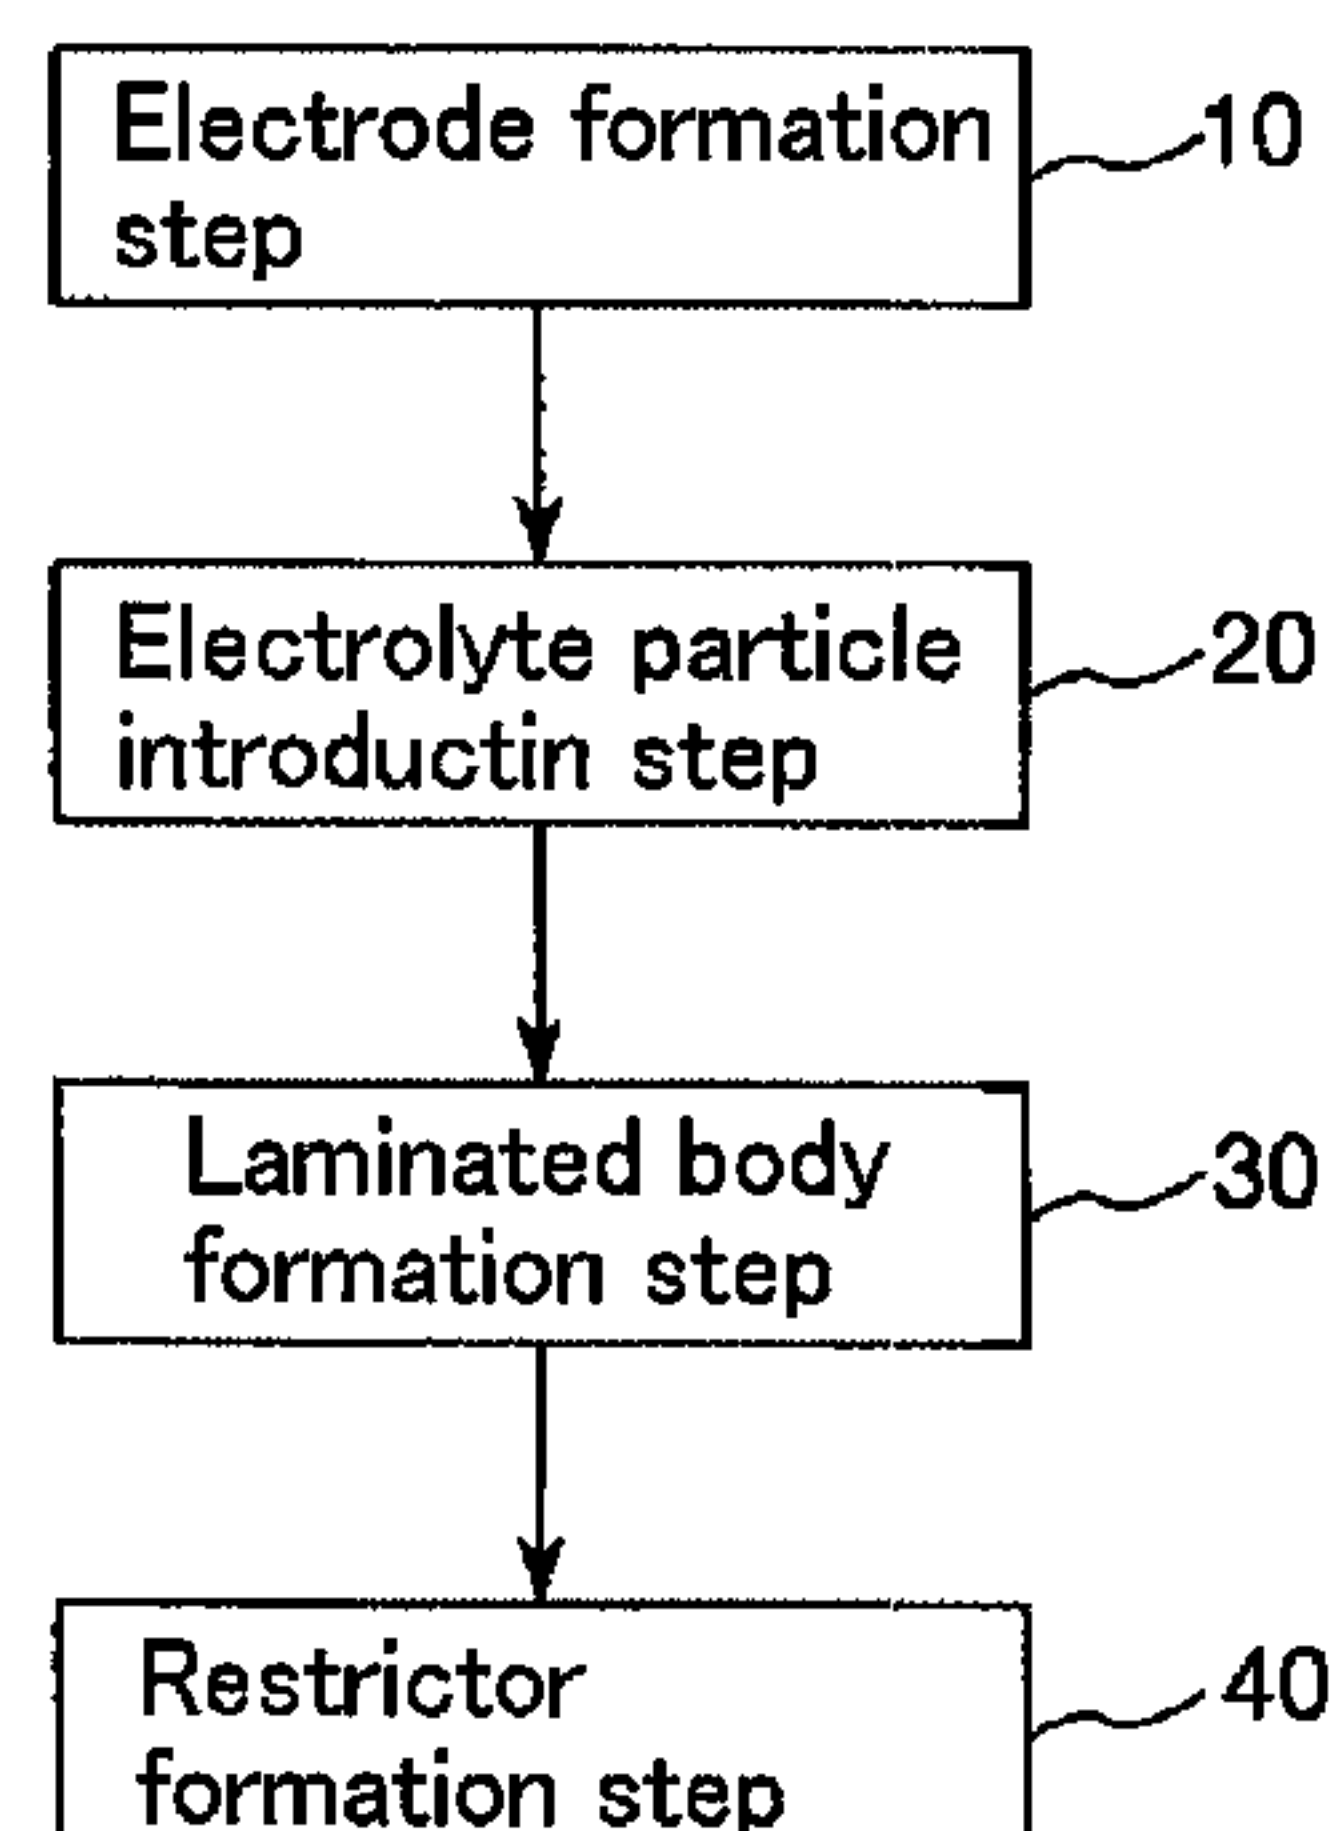 Electrode formation
step
10
Electrolyte particle
introductin step
20
Laminated body
formation step
30
Restrictor
formation step
40